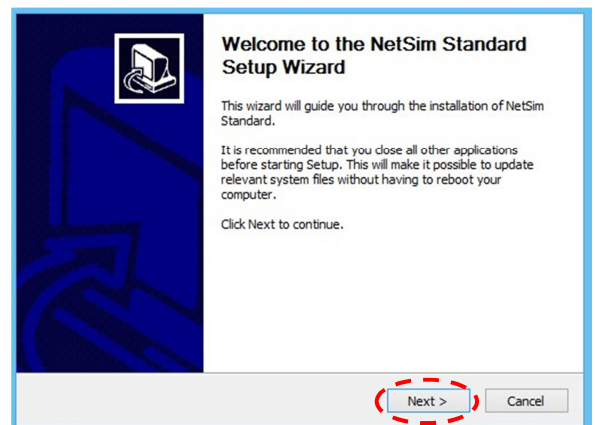 Welcome to the NetSim Standard
Setup Wizard
This wizard will guide you through the installation of NetSim
Standard.
It is recommended that you close all other applications
before starting Setup. This will make it possible to update
relevant system files without having to reboot your
computer.
Click Next to continue.
Next >
Cancel